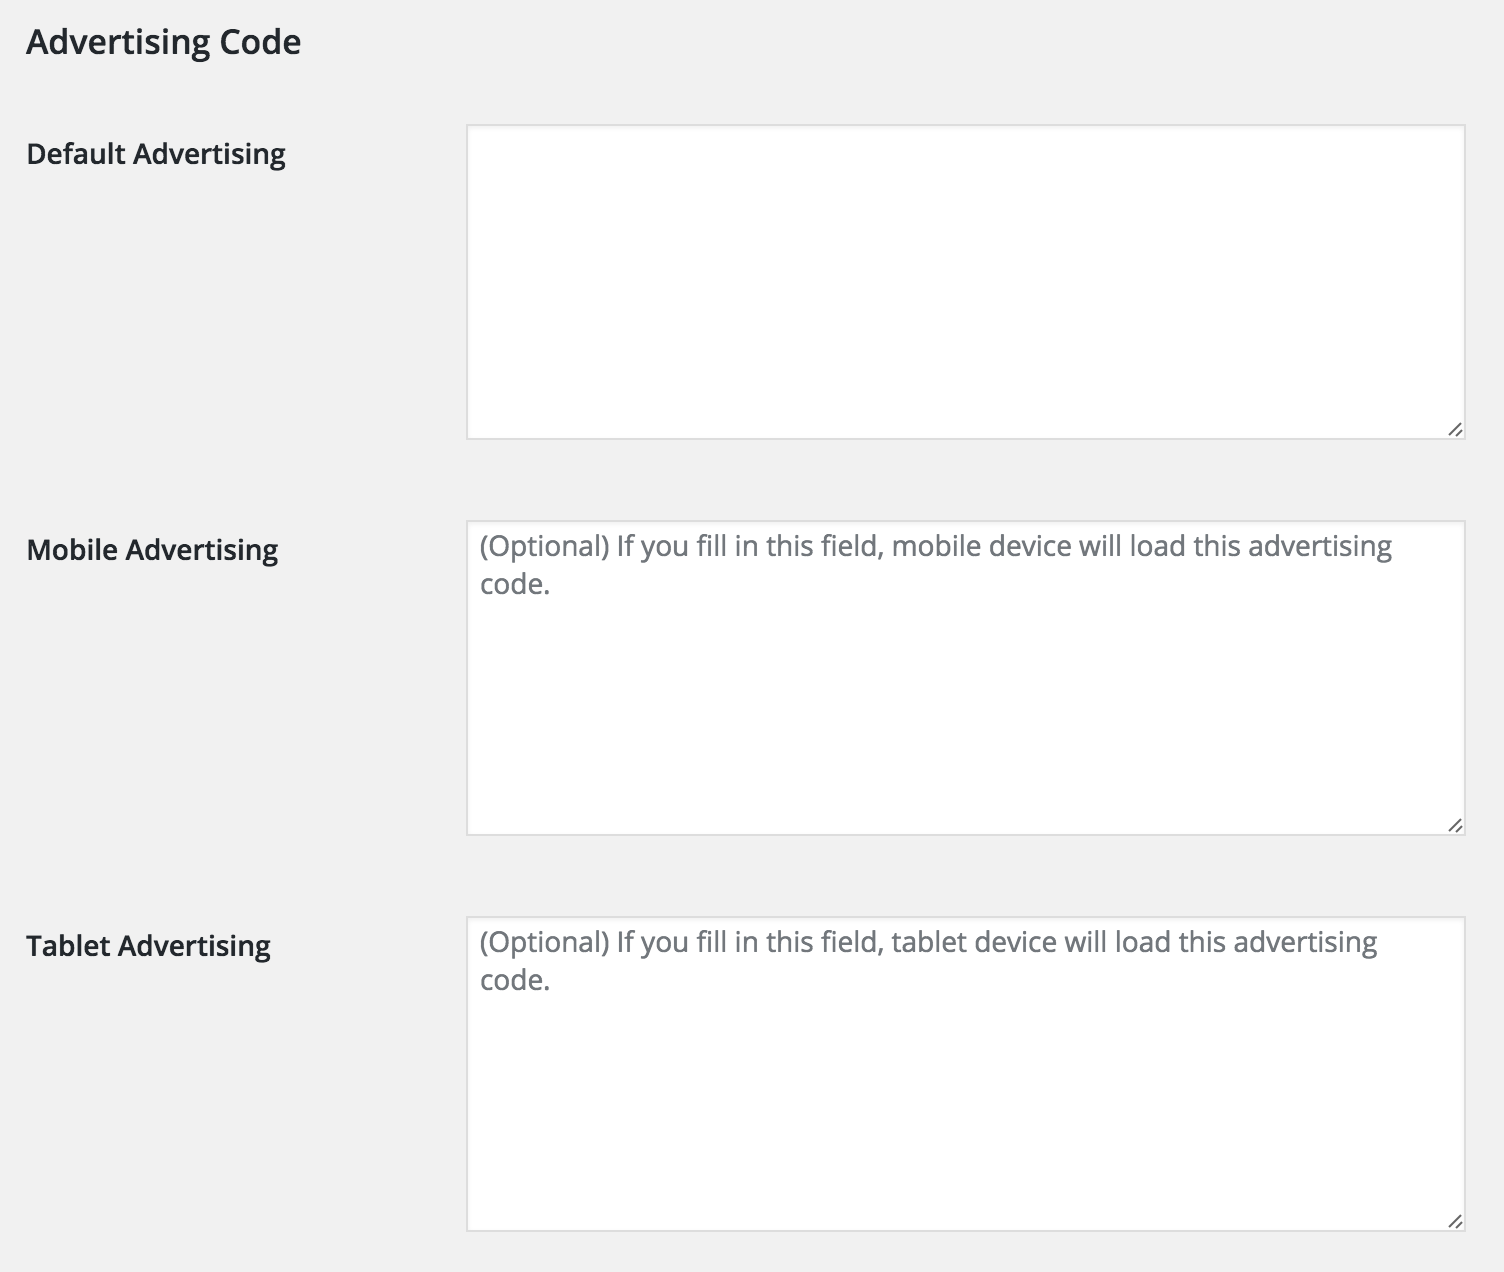 Advertising Code
Default Advertising
Mobile Advertising
(Optional) If you fill in this field, mobile device will load this advertising
code.
Tablet Advertising
(Optional) If you fill in this field, tablet device will load this advertising
code.